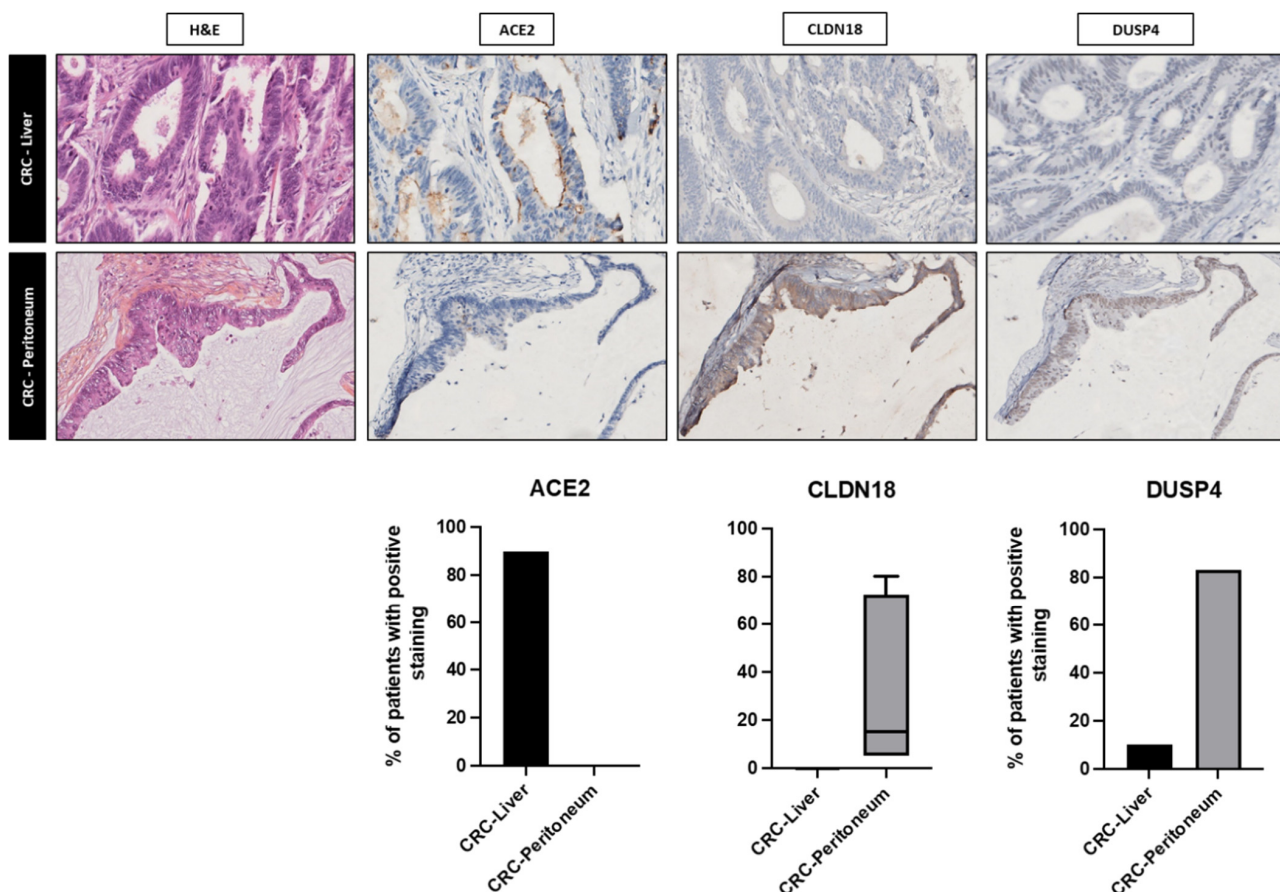 H&E
ACE2
CLDN18
DUSP4
CRC - Liver
CRC - Peritoneum
ACE2
% of patients with positive
staining
100
80
60
40
20
0
CRC-Liver
CRC-Peritoneum
CLDN18
100
80
60
40
20
0
CRC-Liver
CRC-Peritoneum
DUSP4
% of patients with positive
staining
100
80
60
40
20
0
CRC-Liver
CRC-Peritoneum